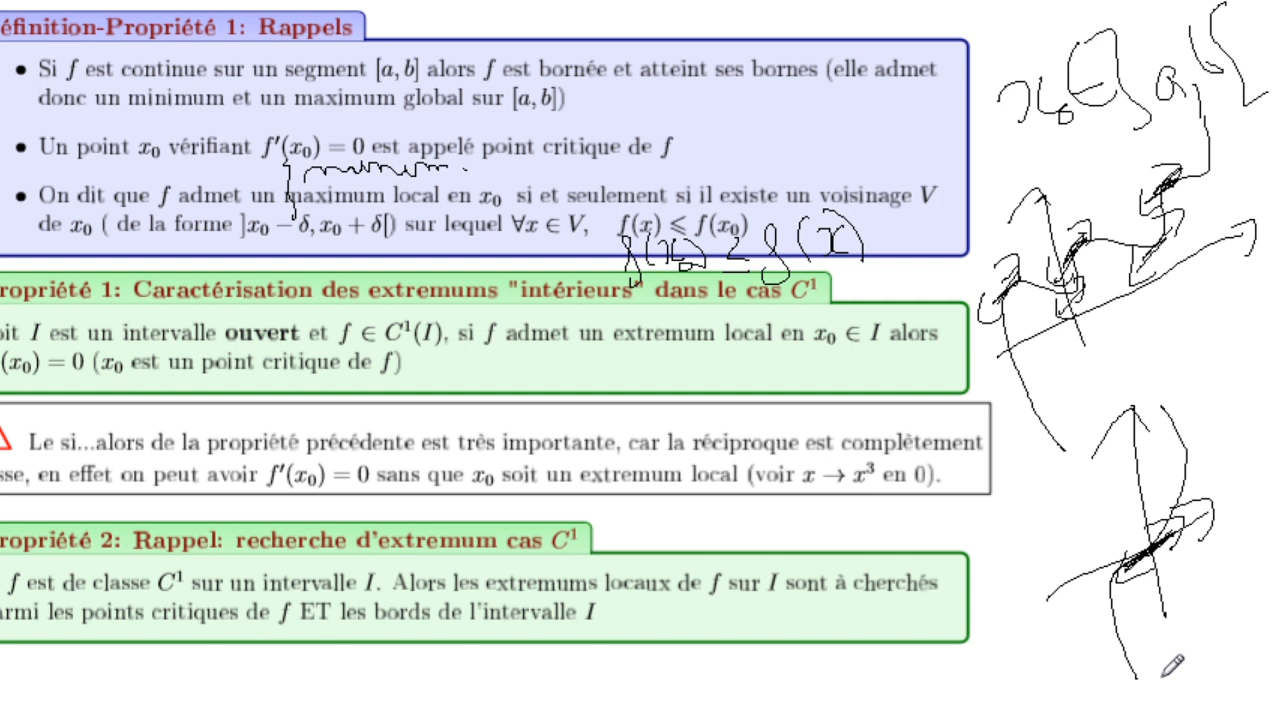 éfinition-Propriété 1: Rappels
• Si f est continue sur un segment [a, b] alors f est bornée et atteint ses bornes (elle admet
donc un minimum et un maximum global sur [a, b])
• Un point x₀ vérifiant f′(x₀) = 0 est appelé point critique de f
minimum.
• On dit que f admet un maximum local en x₀ si et seulement si il existe un voisinage V
de x₀ ( de la forme ]x₀ − δ, x₀ + δ[) sur lequel ∀x ∈ V, f(x) ⩽ f(x₀)
f(x₀) ≤ f(x)
ropriété 1: Caractérisation des extremums "intérieurs" dans le cas C¹
oit I est un intervalle ouvert et f ∈ C¹(I), si f admet un extremum local en x₀ ∈ I alors
(x₀) = 0 (x₀ est un point critique de f)
Le si...alors de la propriété précédente est très importante, car la réciproque est complètement
sse, en effet on peut avoir f′(x₀) = 0 sans que x₀ soit un extremum local (voir x → x³ en 0).
ropriété 2: Rappel: recherche d'extremum cas C¹
f est de classe C¹ sur un intervalle I. Alors les extremums locaux de f sur I sont à cherchés
armi les points critiques de f ET les bords de l'intervalle I
x₀ ∈ ]a, b[